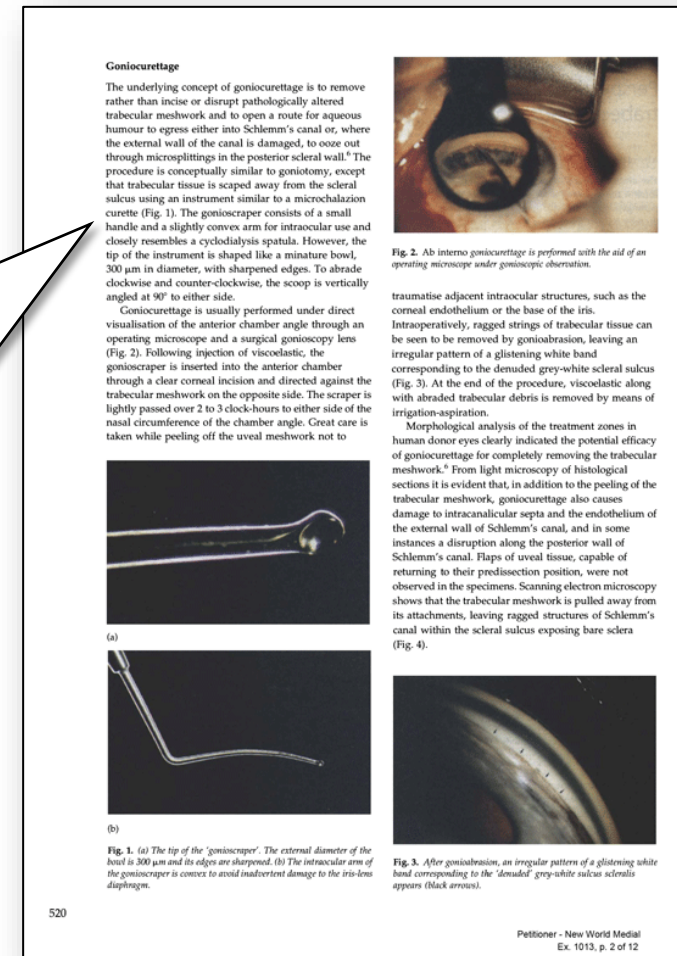 Goniocurettage
The underlying concept of goniocurettage is to remove
rather than incise or disrupt pathologically altered
trabecular meshwork and to open a route for aqueous
humour to egress either into Schlemm's canal or, where
the external wall of the canal is damaged, to ooze out
through microsplittings in the posterior scleral wall.⁶ The
procedure is conceptually similar to goniotomy, except
that trabecular tissue is scaped away from the scleral
sulcus using an instrument similar to a microchalazion
curette (Fig. 1). The gonioscraper consists of a small
handle and a slightly convex arm for intraocular use and
closely resembles a cyclodialysis spatula. However, the
tip of the instrument is shaped like a minature bowl,
300 μm in diameter, with sharpened edges. To abrade
clockwise and counter-clockwise, the scoop is vertically
angled at 90° to either side.
Goniocurettage is usually performed under direct
visualisation of the anterior chamber angle through an
operating microscope and a surgical gonioscopy lens
(Fig. 2). Following injection of viscoelastic, the
gonioscraper is inserted into the anterior chamber
through a clear corneal incision and directed against the
trabecular meshwork on the opposite side. The scraper is
lightly passed over 2 to 3 clock-hours to either side of the
nasal circumference of the chamber angle. Great care is
taken while peeling off the uveal meshwork not to
(a)
(b)
Fig. 1. (a) The tip of the 'gonioscraper'. The external diameter of the
bowl is 300 μm and its edges are sharpened. (b) The intraocular arm of
the gonioscraper is convex to avoid inadvertent damage to the iris-lens
diaphragm.
Fig. 2. Ab interno goniocurettage is performed with the aid of an
operating microscope under gonioscopic observation.
traumatise adjacent intraocular structures, such as the
corneal endothelium or the base of the iris.
Intraoperatively, ragged strings of trabecular tissue can
be seen to be removed by gonioabrasion, leaving an
irregular pattern of a glistening white band
corresponding to the denuded grey-white scleral sulcus
(Fig. 3). At the end of the procedure, viscoelastic along
with abraded trabecular debris is removed by means of
irrigation-aspiration.
Morphological analysis of the treatment zones in
human donor eyes clearly indicated the potential efficacy
of goniocurettage for completely removing the trabecular
meshwork.⁶ From light microscopy of histological
sections it is evident that, in addition to the peeling of the
trabecular meshwork, goniocurettage also causes
damage to intracanalicular septa and the endothelium of
the external wall of Schlemm's canal, and in some
instances a disruption along the posterior wall of
Schlemm's canal. Flaps of uveal tissue, capable of
returning to their predissection position, were not
observed in the specimens. Scanning electron microscopy
shows that the trabecular meshwork is pulled away from
its attachments, leaving ragged structures of Schlemm's
canal within the scleral sulcus exposing bare sclera
(Fig. 4).
Fig. 3. After gonioabrasion, an irregular pattern of a glistening white
band corresponding to the 'denuded' grey-white sulcus scleralis
appears (black arrows).
520
Petitioner - New World Medial
Ex. 1013, p. 2 of 12